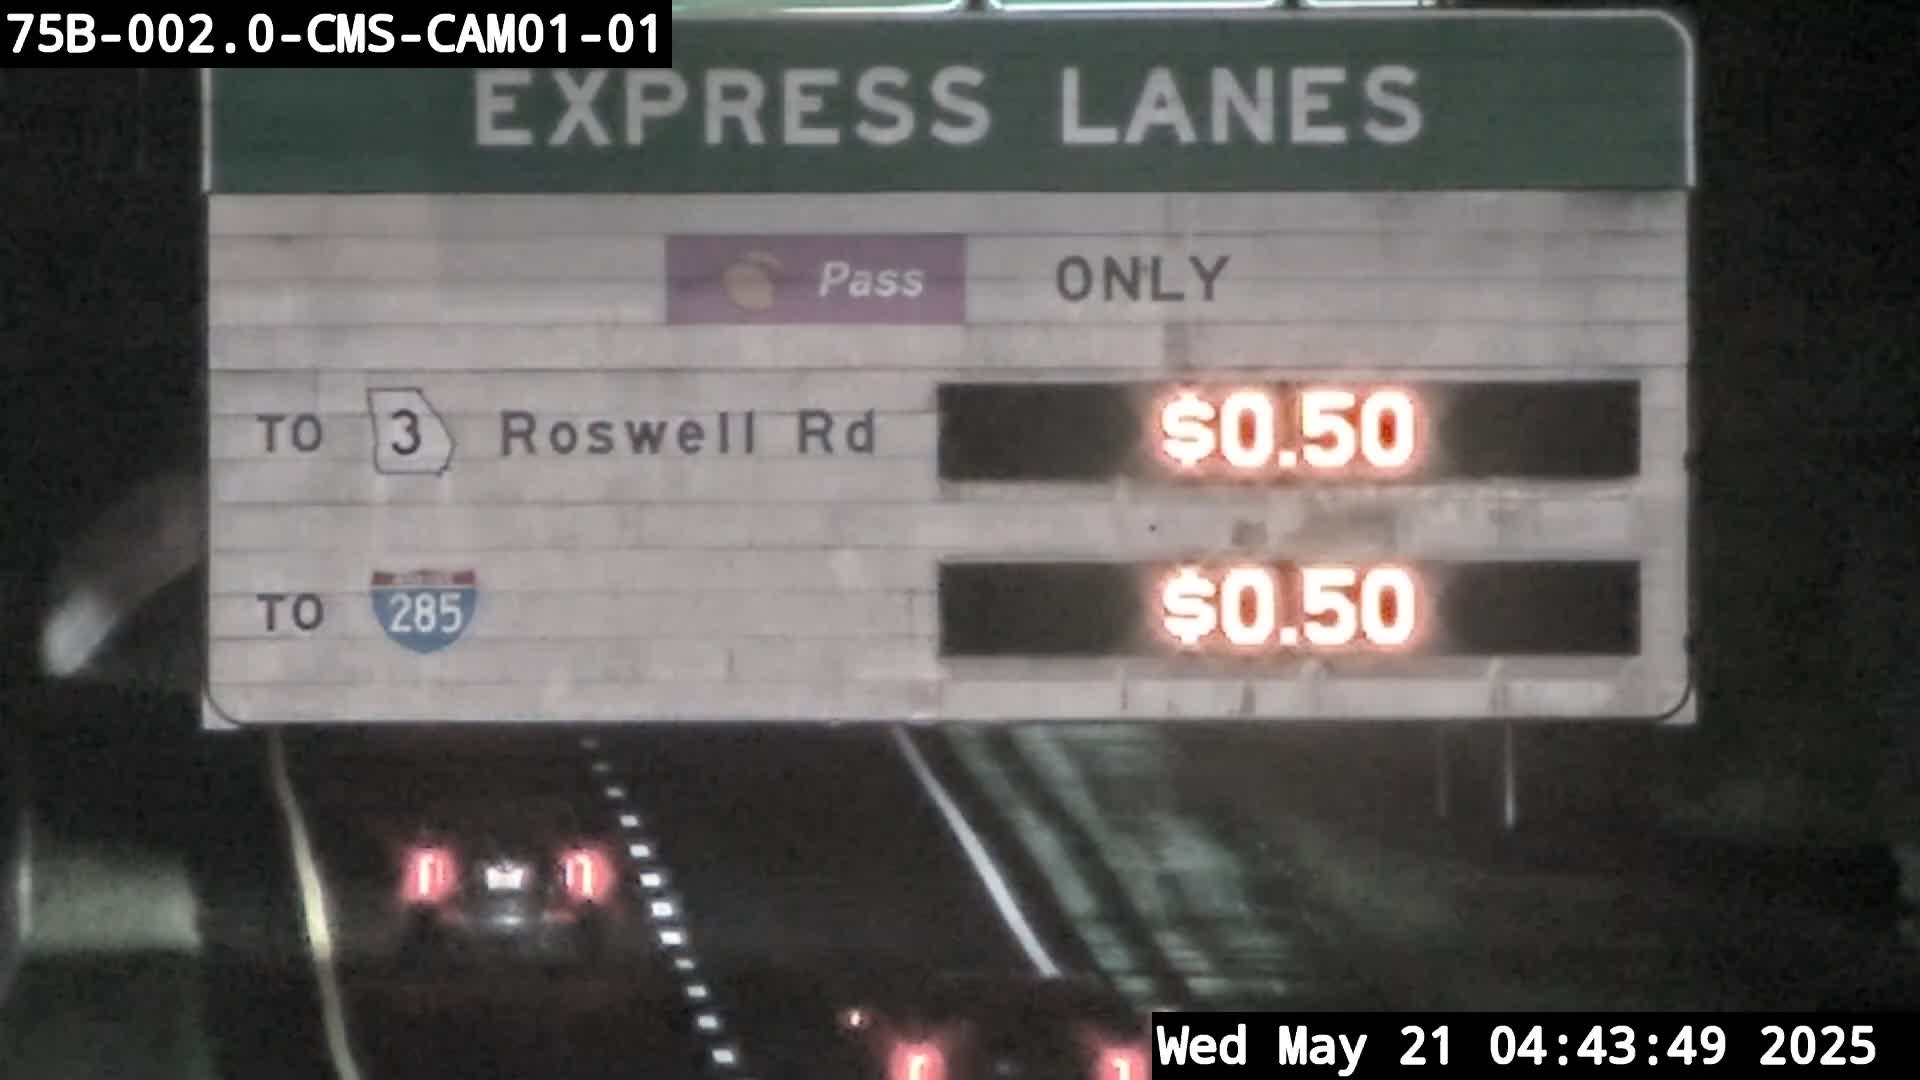 75B-002.0-CMS-CAM01-01
EXPRESS LANES
Pass ONLY
TO 3 Roswell Rd $0.50
TO 285 $0.50
Wed May 21 04:43:49 2025